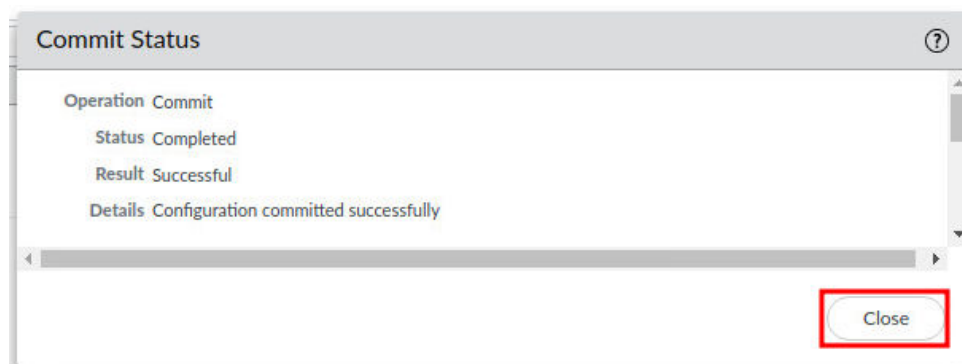 Commit Status
?
Operation Commit
Status Completed
Result Successful
Details Configuration committed successfully
Close